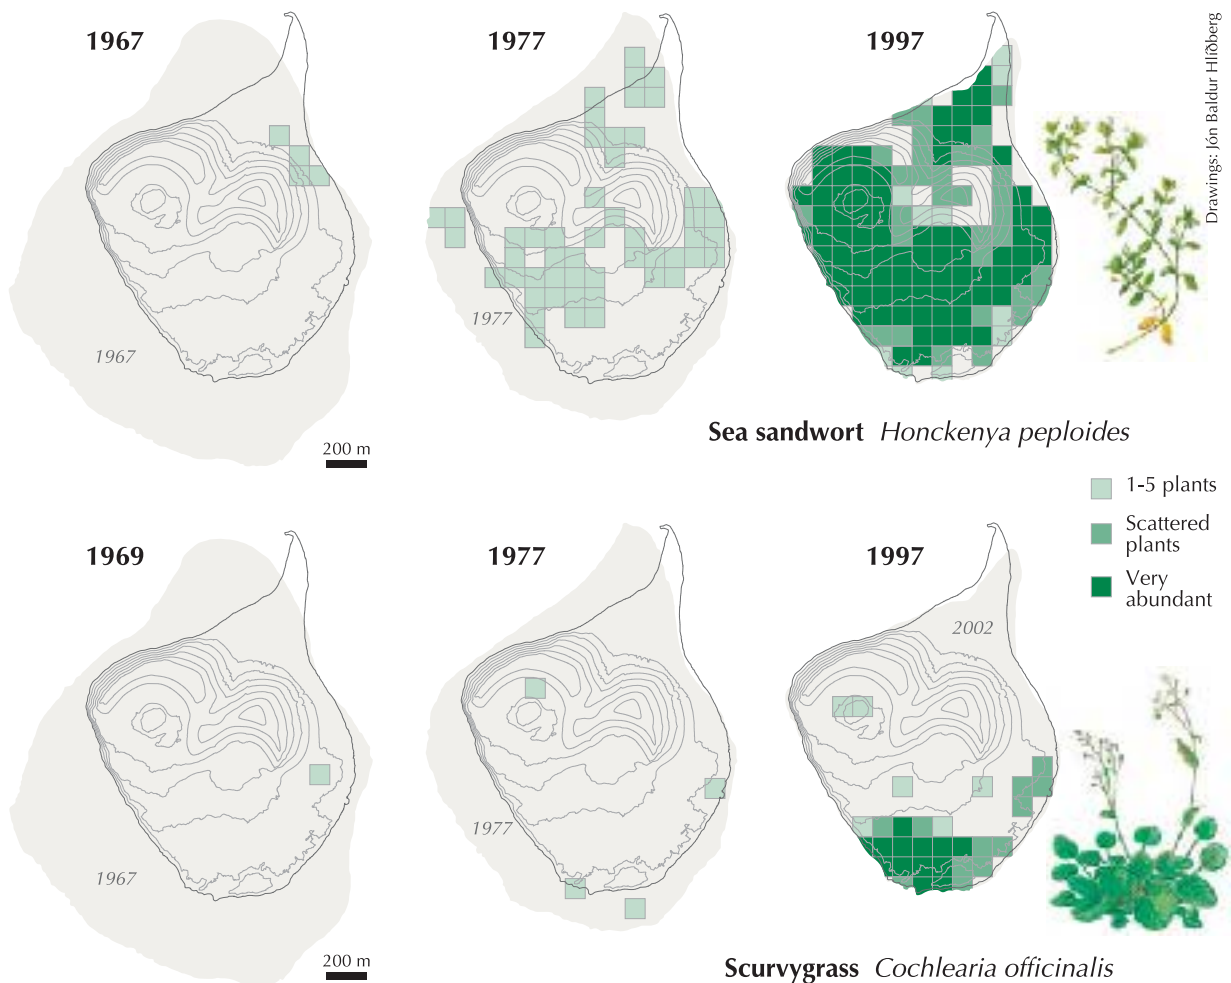 1967
1977
1997
Drawings: Jón Baldur Hlíðberg
1967
1977
200 m
Sea sandwort Honckenya peploides
1-5 plants
Scattered
plants
Very
abundant
1969
1977
1997
2002
1977
1967
200 m
Scurvygrass Cochlearia officinalis